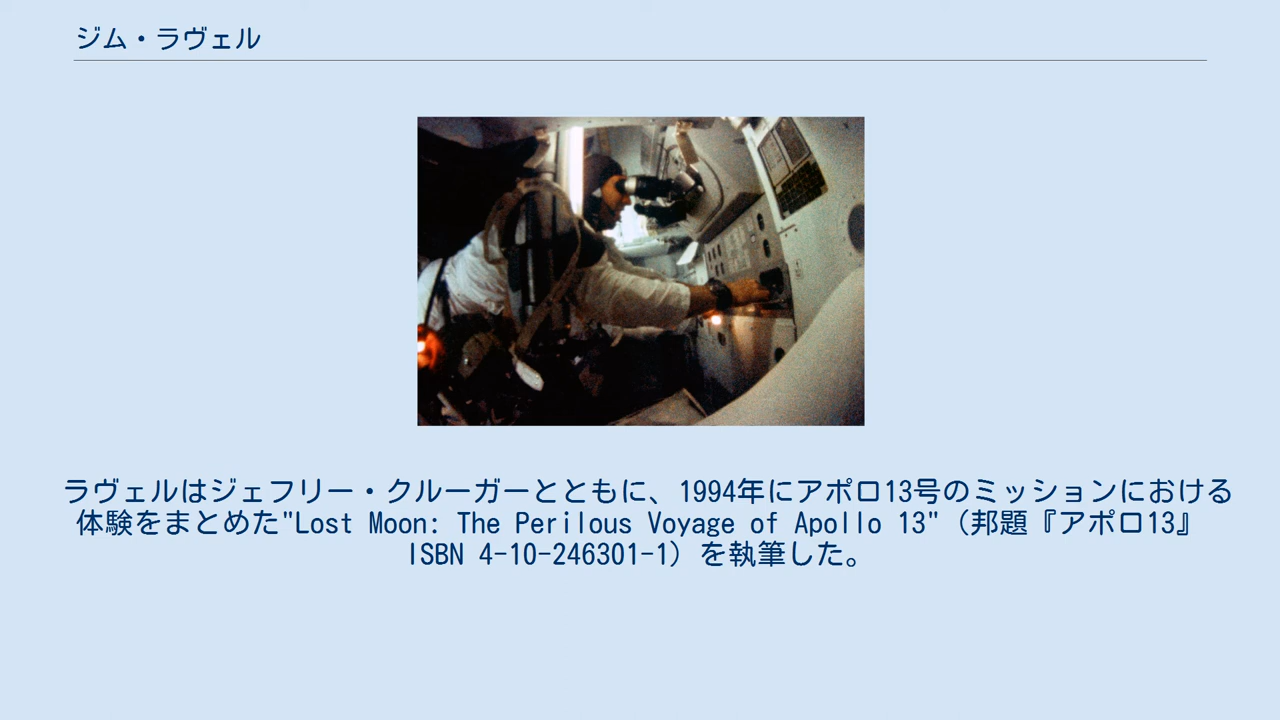 ジム・ラヴェル
ラヴェルはジェフリー・クルーガーとともに、1994年にアポロ13号のミッションにおける
体験をまとめた"Lost Moon: The Perilous Voyage of Apollo 13"（邦題『アポロ13』
ISBN 4-10-246301-1）を執筆した。